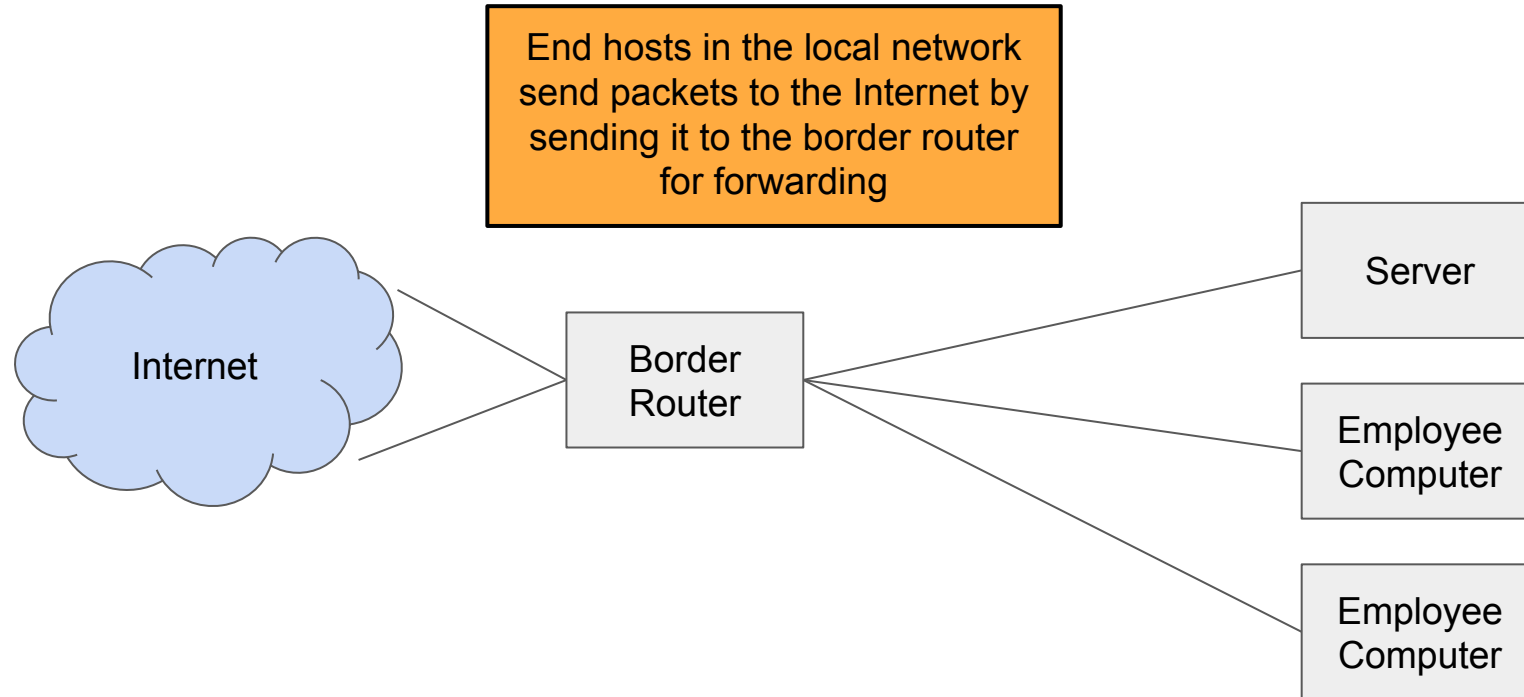 End hosts in the local network
send packets to the Internet by
sending it to the border router
for forwarding
Internet
Border
Router
Server
Employee
Computer
Employee
Computer